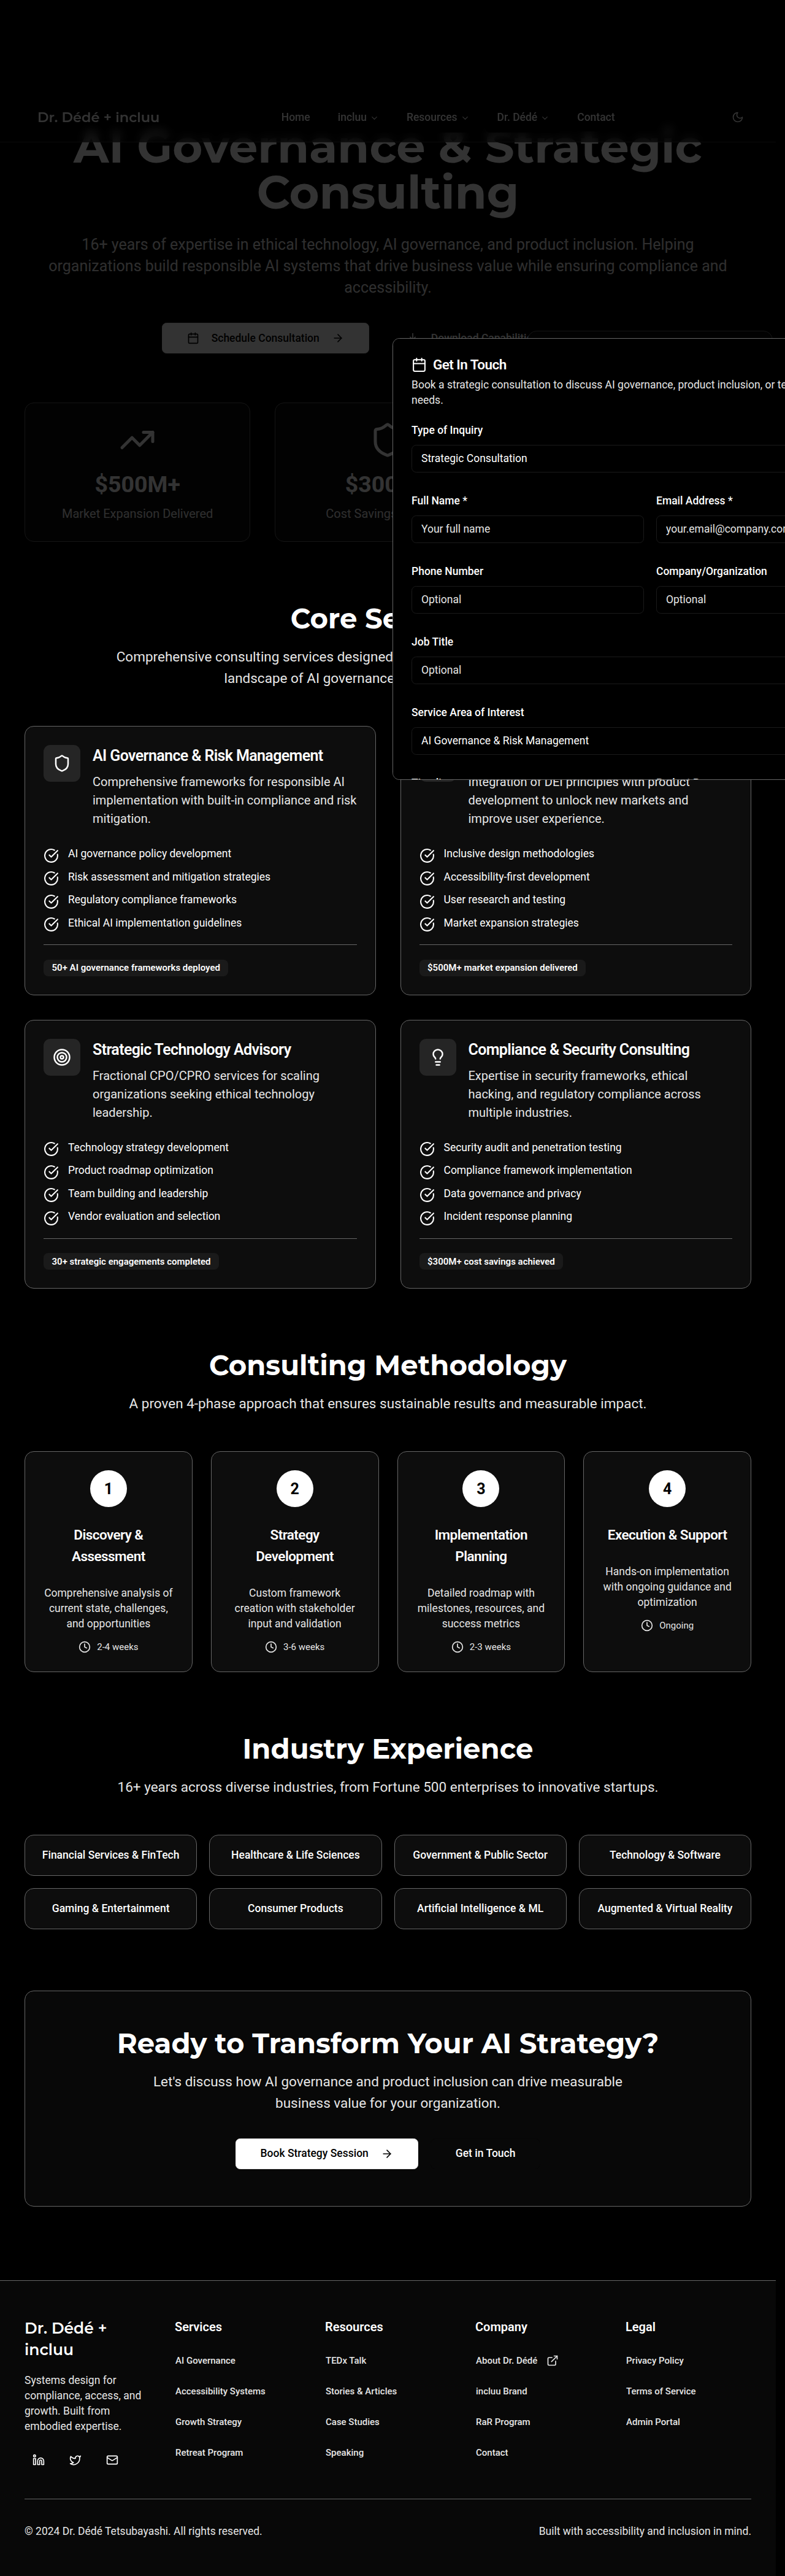 Dr. Dédé + incluu
Home
incluu
Resources
Dr. Dédé
Contact
AI Governance & Strategic
Consulting
16+ years of expertise in ethical technology, AI governance, and product inclusion. Helping
organizations build responsible AI systems that drive business value while ensuring compliance and
accessibility.
Schedule Consultation
Download
$500M+
Market Expansion Delivered
$300
Cost Savings
Get In Touch
Book a strategic consultation to discuss AI governance, product inclusion, or
needs.
Type of Inquiry
Strategic Consultation
Full Name *
Email Address *
Your full name
your.email@company.co
Phone Number
Company/Organization
Optional
Optional
Job Title
Optional
Service Area of Interest
AI Governance & Risk Management
Core
Comprehensive consulting services designed
landscape of AI governance
AI Governance & Risk Management
Comprehensive frameworks for responsible AI
implementation with built-in compliance and risk
mitigation.
AI governance policy development
Risk assessment and mitigation strategies
Regulatory compliance frameworks
Ethical AI implementation guidelines
50+ AI governance frameworks deployed
Integration of DEI principles with product
development to unlock new markets and
improve user experience.
Inclusive design methodologies
Accessibility-first development
User research and testing
Market expansion strategies
$500M+ market expansion delivered
Strategic Technology Advisory
Fractional CPO/CPRO services for scaling
organizations seeking ethical technology
leadership.
Technology strategy development
Product roadmap optimization
Team building and leadership
Vendor evaluation and selection
30+ strategic engagements completed
Compliance & Security Consulting
Expertise in security frameworks, ethical
hacking, and regulatory compliance across
multiple industries.
Security audit and penetration testing
Compliance framework implementation
Data governance and privacy
Incident response planning
$300M+ cost savings achieved
Consulting Methodology
A proven 4-phase approach that ensures sustainable results and measurable impact.
1
Discovery &
Assessment
Comprehensive analysis of
current state, challenges,
and opportunities
2-4 weeks
2
Strategy
Development
Custom framework
creation with stakeholder
input and validation
3-6 weeks
3
Implementation
Planning
Detailed roadmap with
milestones, resources, and
success metrics
2-3 weeks
4
Execution & Support
Hands-on implementation
with ongoing guidance and
optimization
Ongoing
Industry Experience
16+ years across diverse industries, from Fortune 500 enterprises to innovative startups.
Financial Services & FinTech
Healthcare & Life Sciences
Government & Public Sector
Technology & Software
Gaming & Entertainment
Consumer Products
Artificial Intelligence & ML
Augmented & Virtual Reality
Ready to Transform Your AI Strategy?
Let's discuss how AI governance and product inclusion can drive measurable
business value for your organization.
Book Strategy Session
Get in Touch
Dr. Dédé +
incluu
Systems design for
compliance, access, and
growth. Built from
embodied expertise.
Services
AI Governance
Accessibility Systems
Growth Strategy
Retreat Program
Resources
TEDx Talk
Stories & Articles
Case Studies
Speaking
Company
About Dr. Dédé
incluu Brand
RaR Program
Contact
Legal
Privacy Policy
Terms of Service
Admin Portal
© 2024 Dr. Dédé Tetsubayashi. All rights reserved.
Built with accessibility and inclusion in mind.